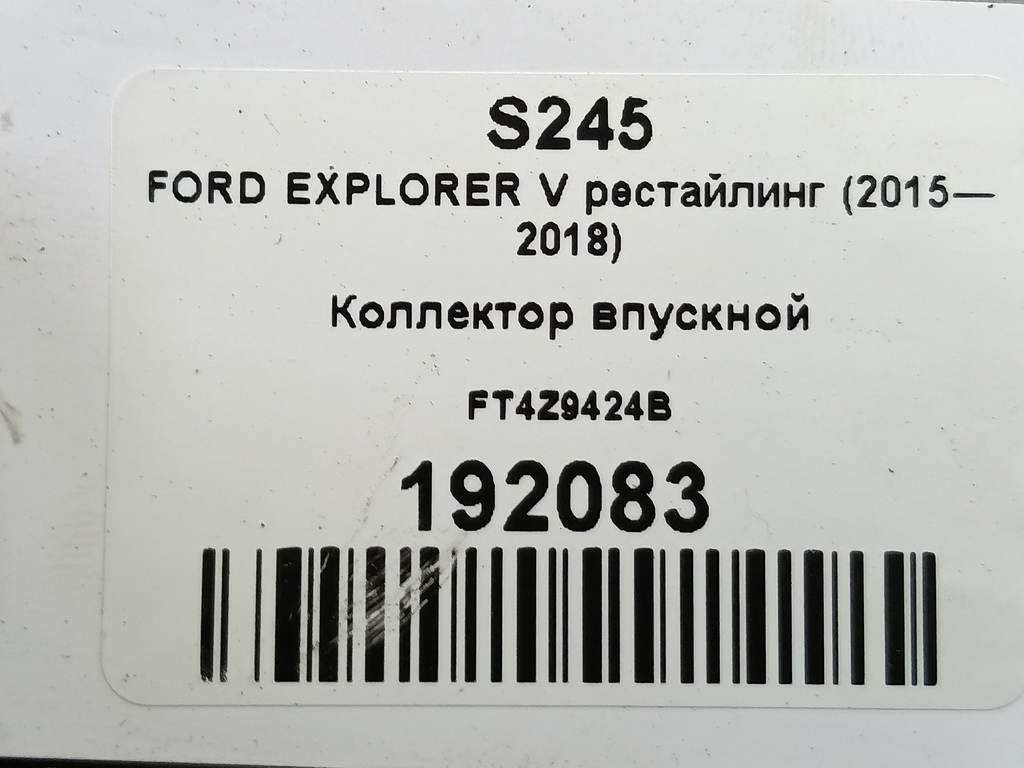 S245
FORD EXPLORER V рестайлинг (2015—
2018)
Коллектор впускной
FT4Z9424B
192083